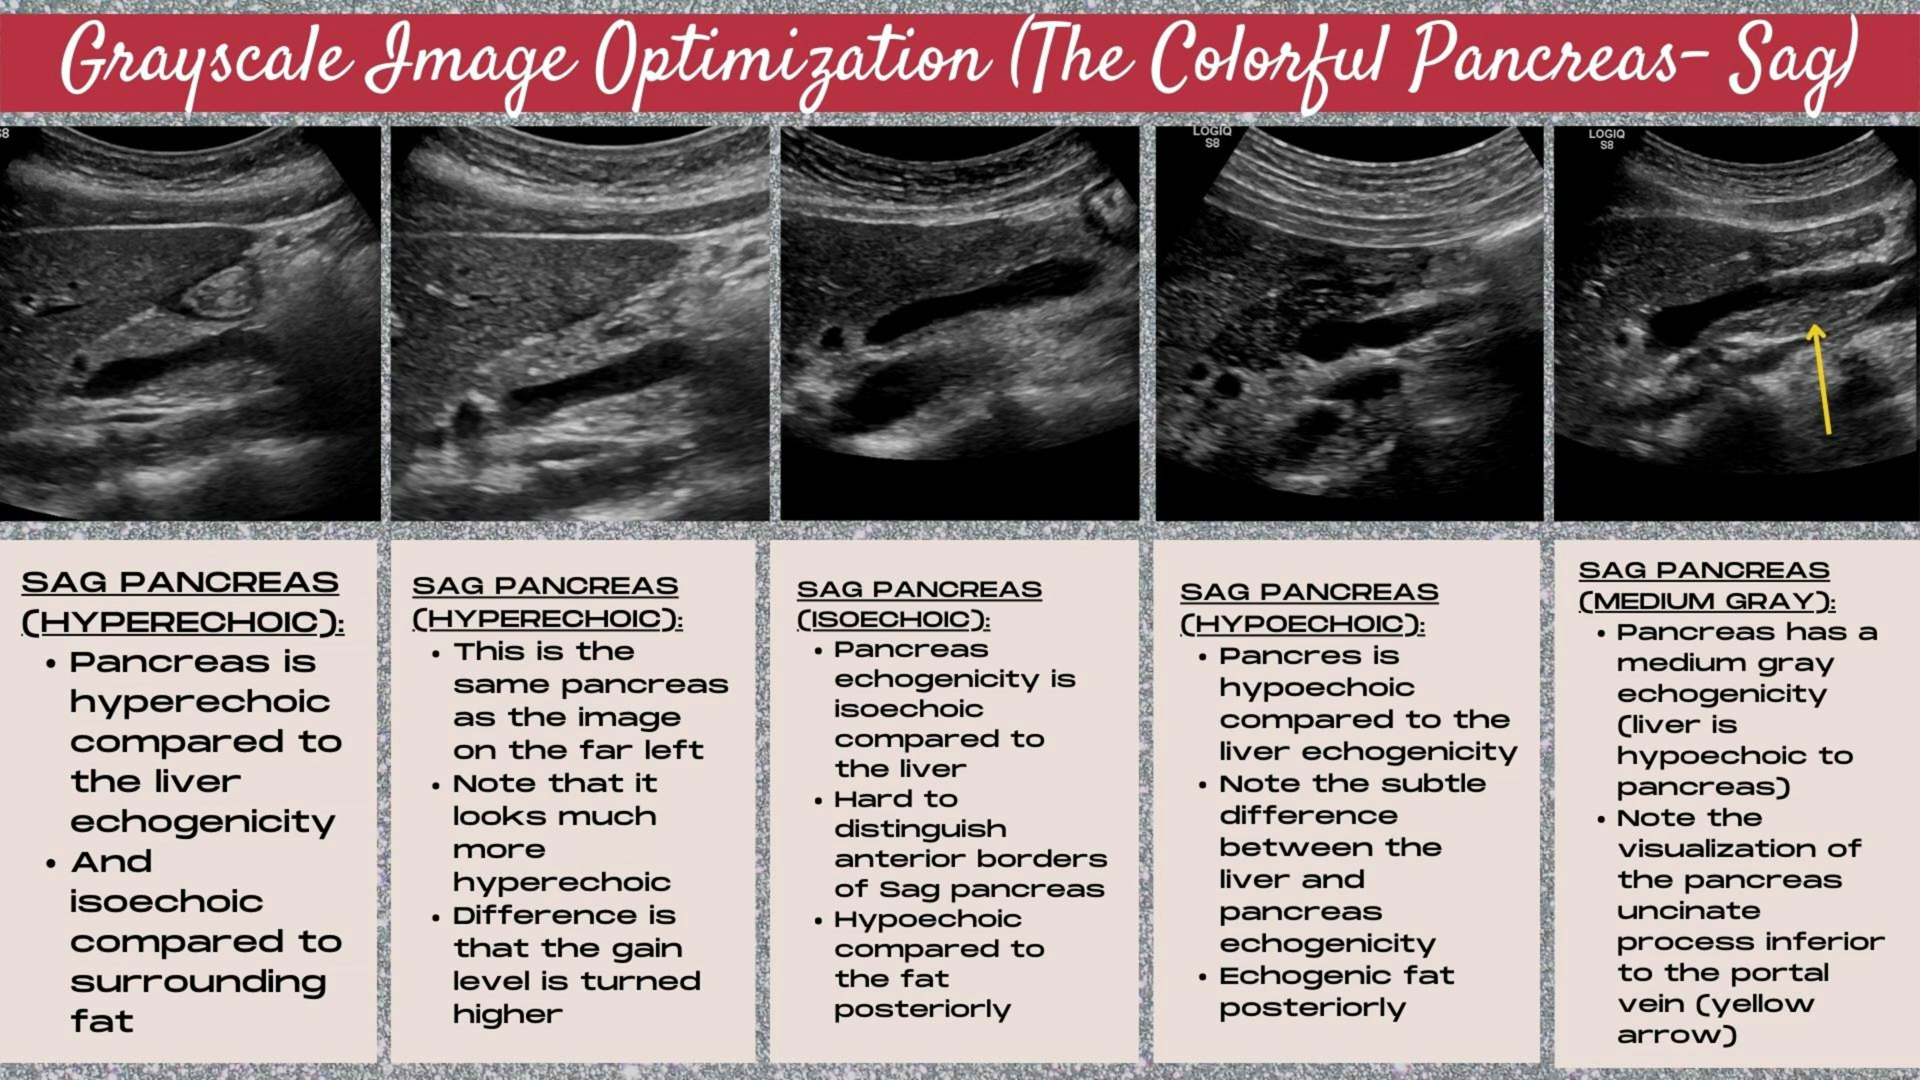 Grayscale Image Optimization (The Colorful Pancreas- Sag)
S8
LOGIQ
S8
LOGIQ
S8
SAG PANCREAS
(HYPERECHOIC):
• Pancreas is
hyperechoic
compared to
the liver
echogenicity
• And
isoechoic
compared to
surrounding
fat
SAG PANCREAS
(HYPERECHOIC):
• This is the
same pancreas
as the image
on the far left
• Note that it
looks much
more
hyperechoic
• Difference is
that the gain
level is turned
higher
SAG PANCREAS
(ISOECHOIC):
• Pancreas
echogenicity is
isoechoic
compared to
the liver
• Hard to
distinguish
anterior borders
of Sag pancreas
• Hypoechoic
compared to
the fat
posteriorly
SAG PANCREAS
(HYPOECHOIC):
• Pancres is
hypoechoic
compared to the
liver echogenicity
• Note the subtle
difference
between the
liver and
pancreas
echogenicity
• Echogenic fat
posteriorly
SAG PANCREAS
(MEDIUM GRAY):
• Pancreas has a
medium gray
echogenicity
(liver is
hypoechoic to
pancreas)
• Note the
visualization of
the pancreas
uncinate
process inferior
to the portal
vein (yellow
arrow)